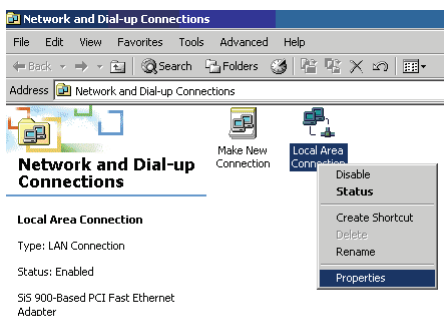 Network and Dial-up Connections
File Edit View Favorites Tools Advanced Help
Back Search Folders
Address Network and Dial-up Connections
Network and Dial-up
Connections
Local Area Connection
Type: LAN Connection
Status: Enabled
SiS 900-Based PCI Fast Ethernet
Adapter
Make New
Connection
Local Area
Connection
Disable
Status
Create Shortcut
Delete
Rename
Properties